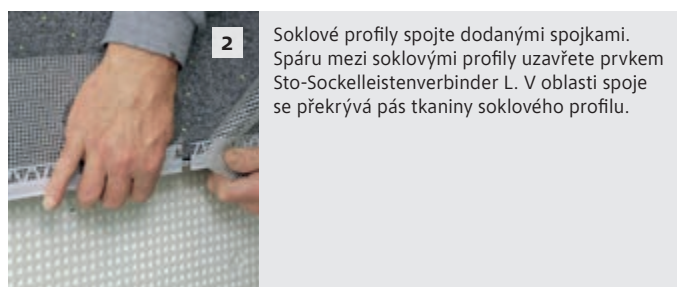 2
Soklové profily spojte dodanými spojkami.
Spáru mezi soklovými profily uzavřete prvkem
Sto-Sockelleistenverbinder L. V oblasti spoje
se překrývá pás tkaniny soklového profilu.